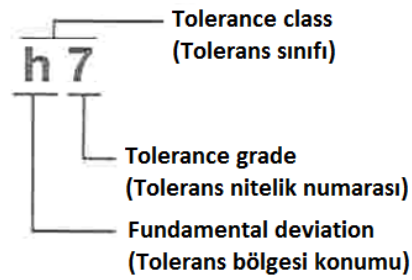 Tolerance class
(Tolerans sınıfı)
h 7
Tolerance grade
(Tolerans nitelik numarası)
Fundamental deviation
(Tolerans bölgesi konumu)